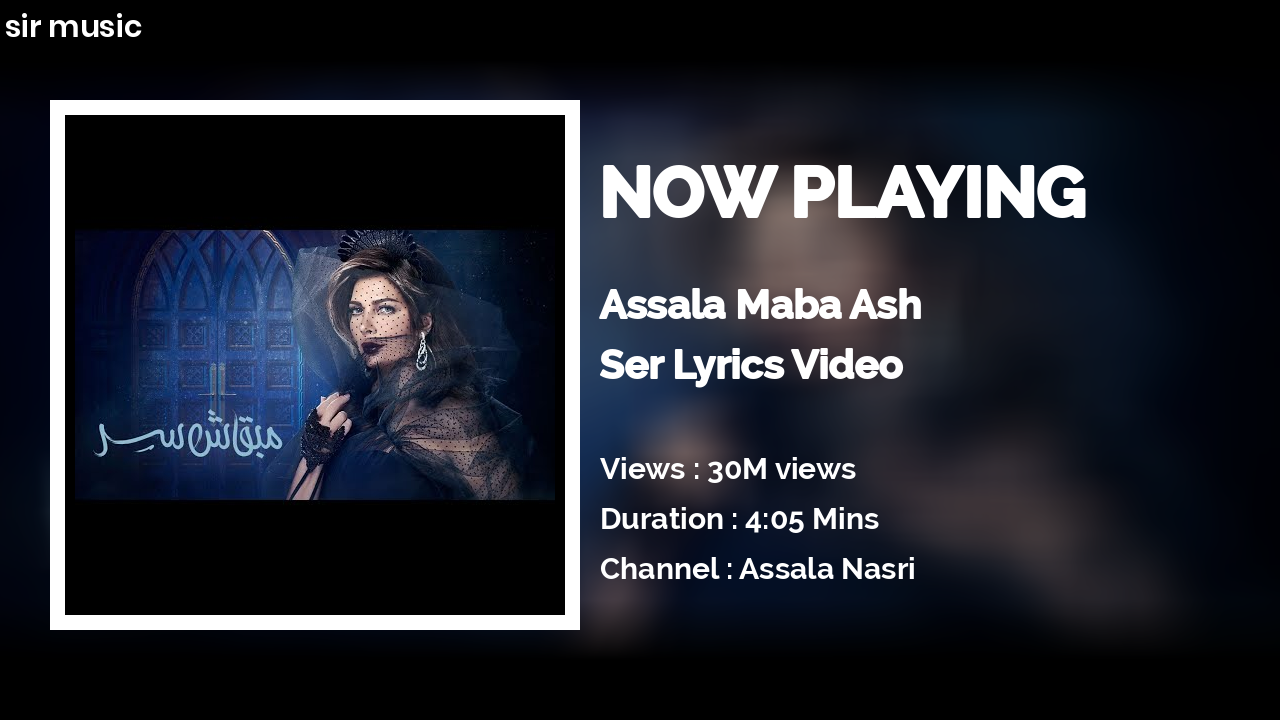 sir music
NOW PLAYING
Assala Maba Ash
Ser Lyrics Video
مبقاش سر
Views : 30M views
Duration : 4:05 Mins
Channel : Assala Nasri